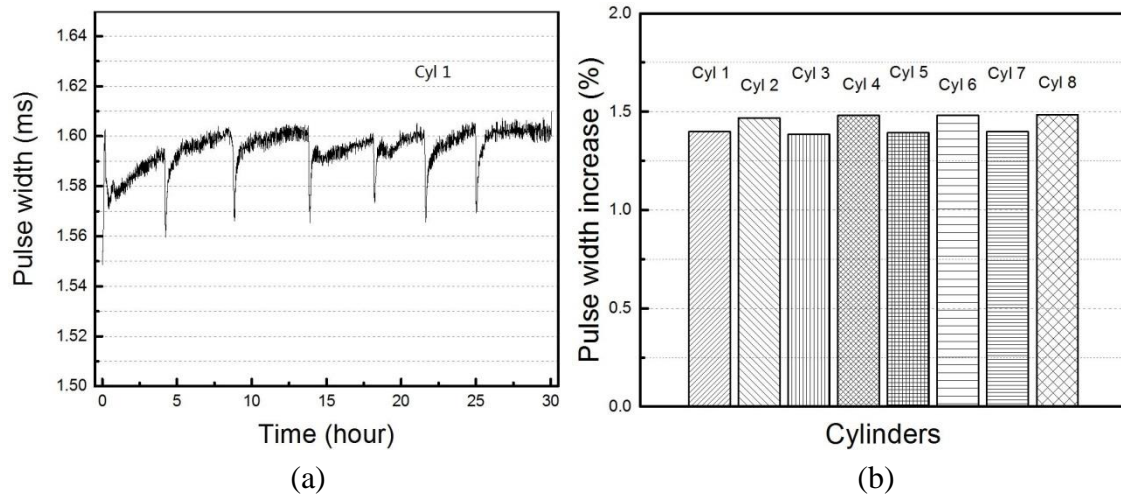 Pulse width (ms)
1.64
1.62
1.60
1.58
1.56
1.54
1.52
1.50
Cyl 1
0 5 10 15 20 25 30
Time (hour)
(a)
Pulse width increase (%)
2.0
1.5
1.0
0.5
0.0
Cyl 1 Cyl 2 Cyl 3 Cyl 4 Cyl 5 Cyl 6 Cyl 7 Cyl 8
Cylinders
(b)